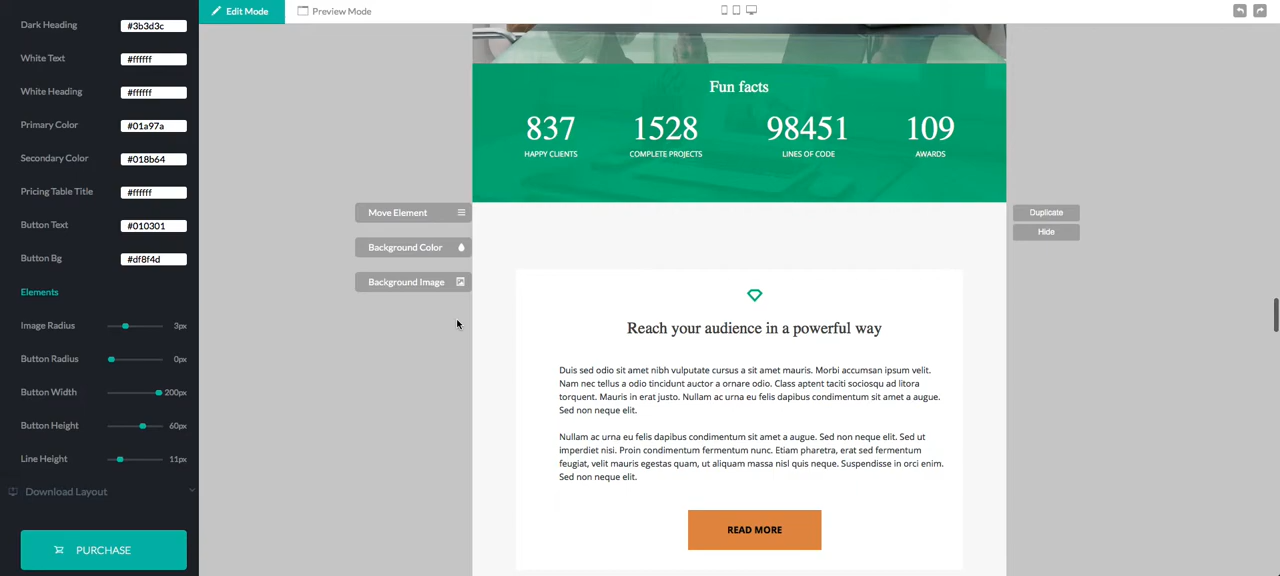 Edit Mode
Preview Mode
Dark Heading #3b3d3c
White Text #ffffff
White Heading #ffffff
Primary Color #01a97a
Secondary Color #018b64
Pricing Table Title #ffffff
Button Text #010301
Button Bg #df8f4d
Elements
Image Radius 3px
Button Radius 0px
Button Width 200px
Button Height 60px
Line Height 11px
Download Layout
PURCHASE
Fun facts
837 1528 98451 109
HAPPY CLIENTS COMPLETE PROJECTS LINES OF CODE AWARDS
Move Element
Background Color
Background Image
Duplicate
Hide
Reach your audience in a powerful way
Duis sed odio sit amet nibh vulputate cursus a sit amet mauris. Morbi accumsan ipsum velit.
Nam nec tellus a odio tincidunt auctor a ornare odio. Class aptent taciti sociosqu ad litora
torquent. Mauris in erat justo. Nullam ac urna eu felis dapibus condimentum sit amet a augue.
Sed non neque elit.
Nullam ac urna eu felis dapibus condimentum sit amet a augue. Sed non neque elit. Sed ut
imperdiet nisi. Proin condimentum fermentum nunc. Etiam pharetra, erat sed fermentum
feugiat, velit mauris egestas quam, ut aliquam massa nisl quis neque. Suspendisse in orci enim.
Sed non neque elit.
READ MORE